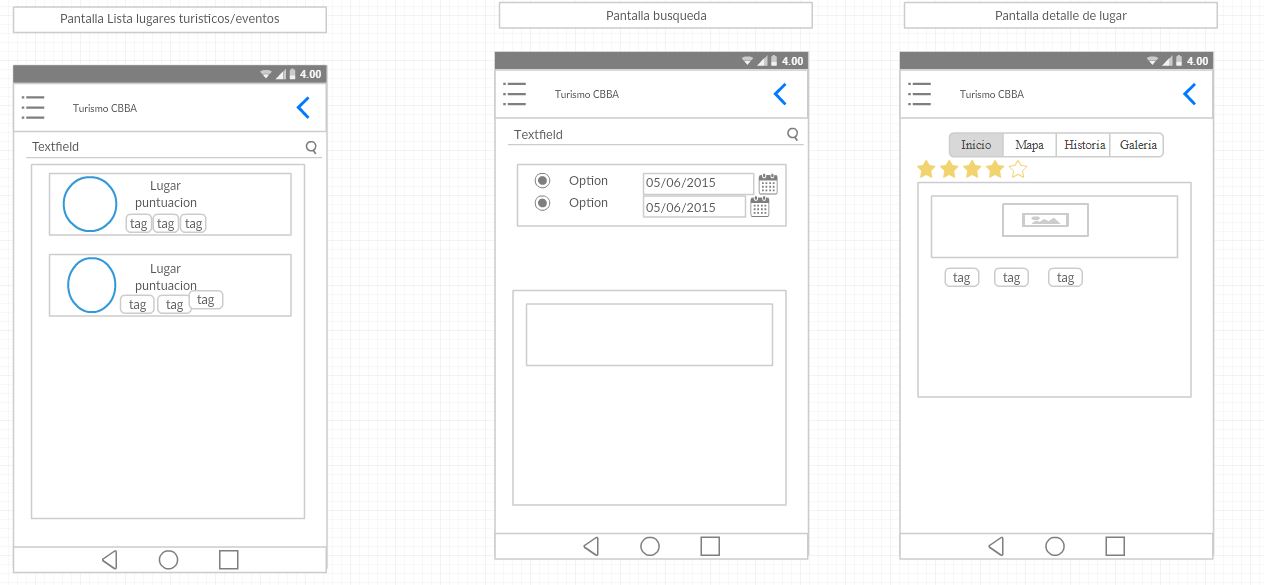 Pantalla Lista lugares turisticos/eventos
4.00
Turismo CBBA
Textfield
Lugar
puntuacion
tag tag tag
Lugar
puntuacion
tag tag tag
Pantalla busqueda
4.00
Turismo CBBA
Textfield
Option 05/06/2015
Option 05/06/2015
Pantalla detalle de lugar
4.00
Turismo CBBA
Inicio Mapa Historia Galeria
tag tag tag